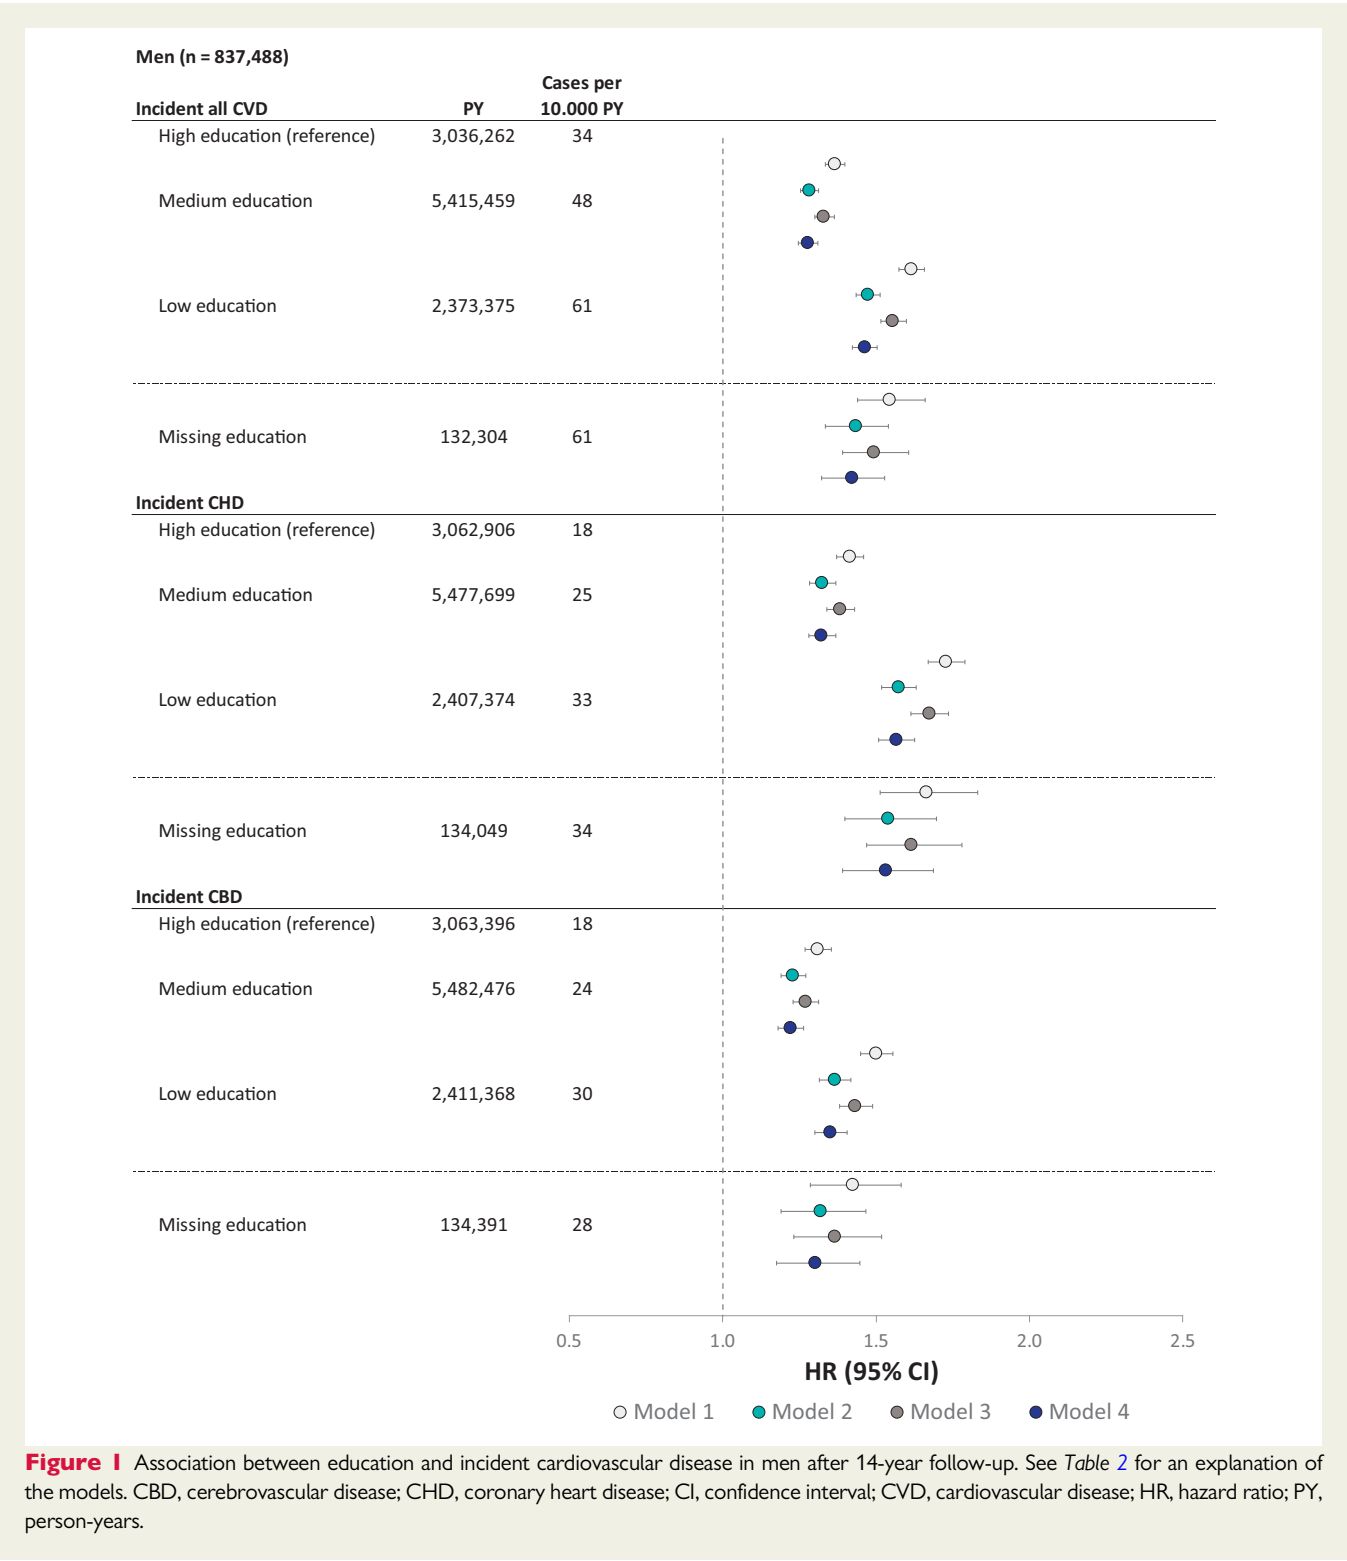 Men (n = 837,488)
Cases per
Incident all CVD PY 10.000 PY
High education (reference) 3,036,262 34
Medium education 5,415,459 48
Low education 2,373,375 61
Missing education 132,304 61
Incident CHD
High education (reference) 3,062,906 18
Medium education 5,477,699 25
Low education 2,407,374 33
Missing education 134,049 34
Incident CBD
High education (reference) 3,063,396 18
Medium education 5,482,476 24
Low education 2,411,368 30
Missing education 134,391 28
0.5 1.0 1.5 2.0 2.5
HR (95% CI)
Model 1 Model 2 Model 3 Model 4
Figure 1 Association between education and incident cardiovascular disease in men after 14-year follow-up. See Table 2 for an explanation of
the models. CBD, cerebrovascular disease; CHD, coronary heart disease; CI, confidence interval; CVD, cardiovascular disease; HR, hazard ratio; PY,
person-years.